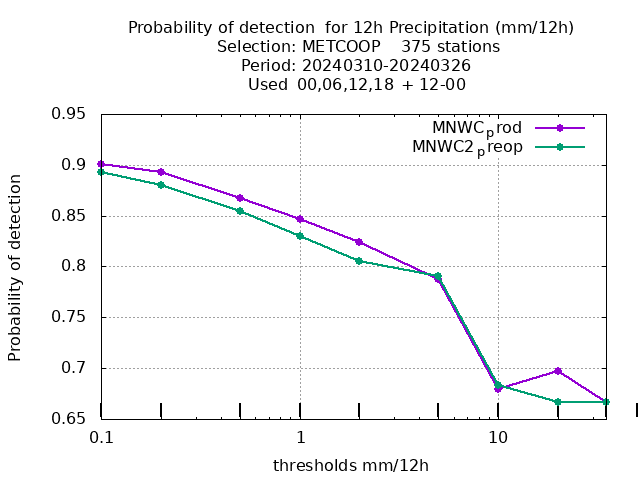 Probability of detection  for 12h Precipitation (mm/12h)
Selection: METCOOP    375 stations
Period: 20240310-20240326
Used  00,06,12,18 + 12-00
MNWCprod
MNWC2preop
0.95
0.9
0.85
0.8
0.75
0.7
0.65
Probability of detection
0.1
1
10
thresholds mm/12h